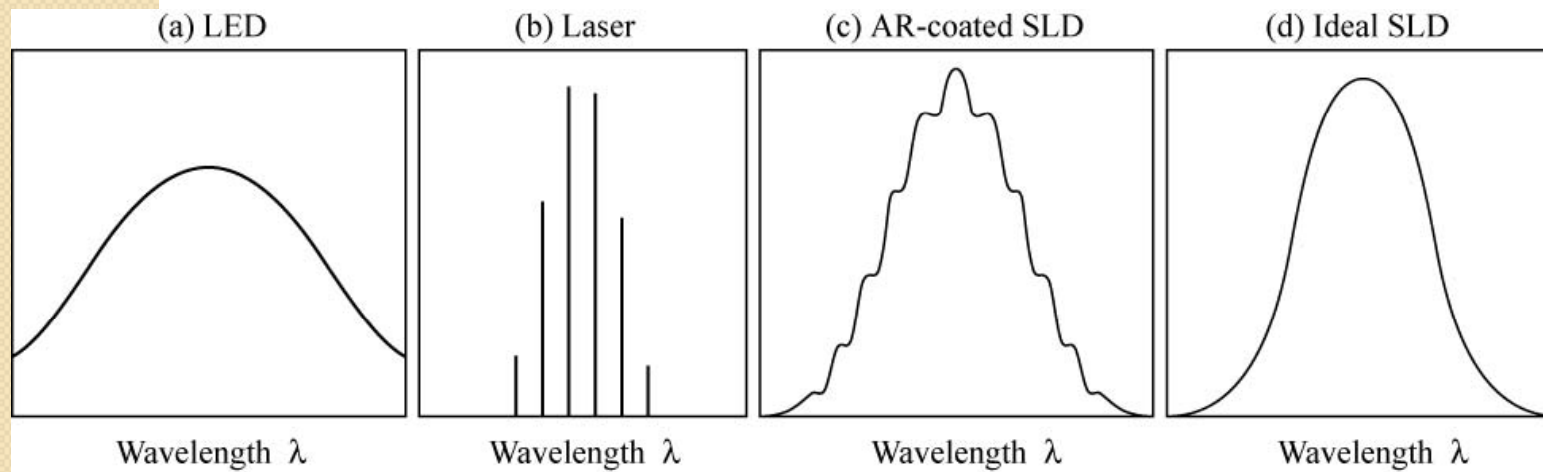 (a) LED
(b) Laser
(c) AR-coated SLD
(d) Ideal SLD
Wavelength λ
Wavelength λ
Wavelength λ
Wavelength λ